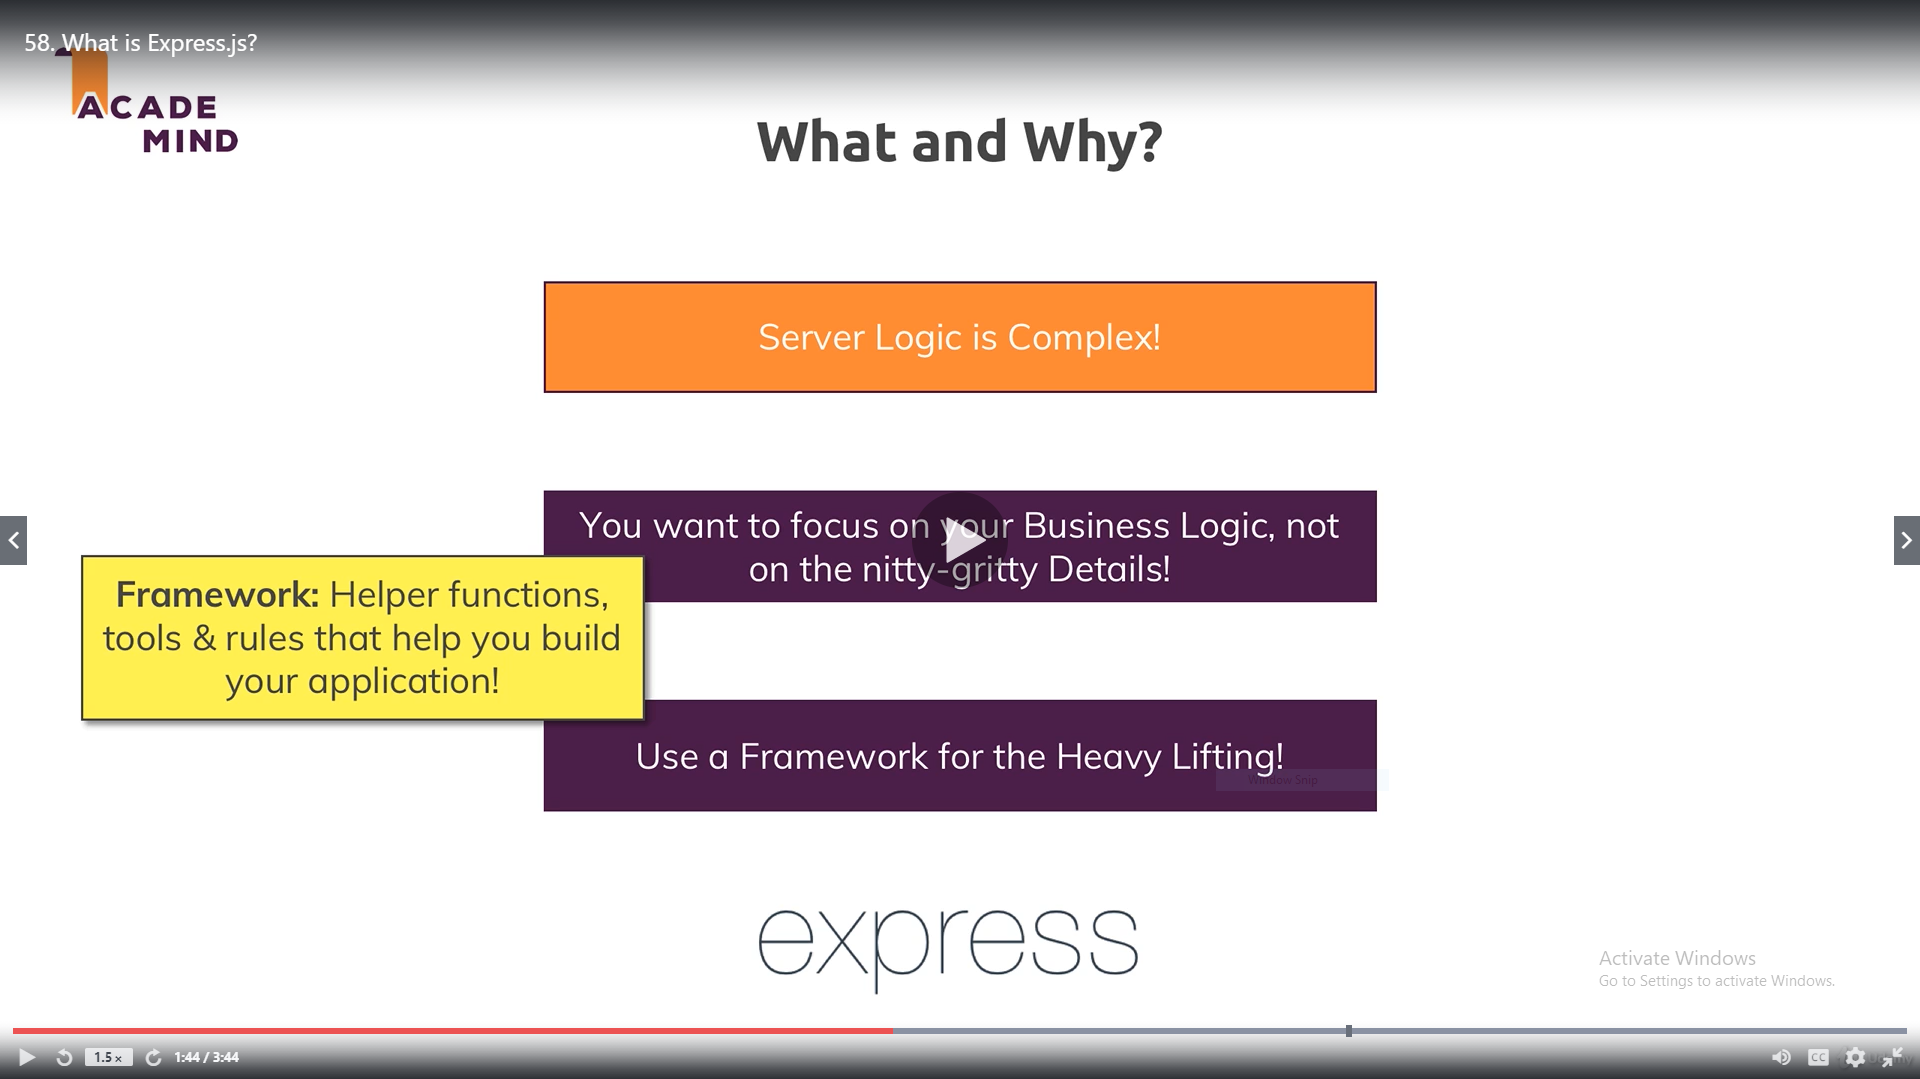 58. What is Express.js?
ACADE
MIND
What and Why?
Server Logic is Complex!
You want to focus on your Business Logic, not
on the nitty-gritty Details!
Framework: Helper functions,
tools & rules that help you build
your application!
Use a Framework for the Heavy Lifting!
Window Snip
express
Activate Windows
Go to Settings to activate Windows.
1.5 x
1:44 / 3:44
CC